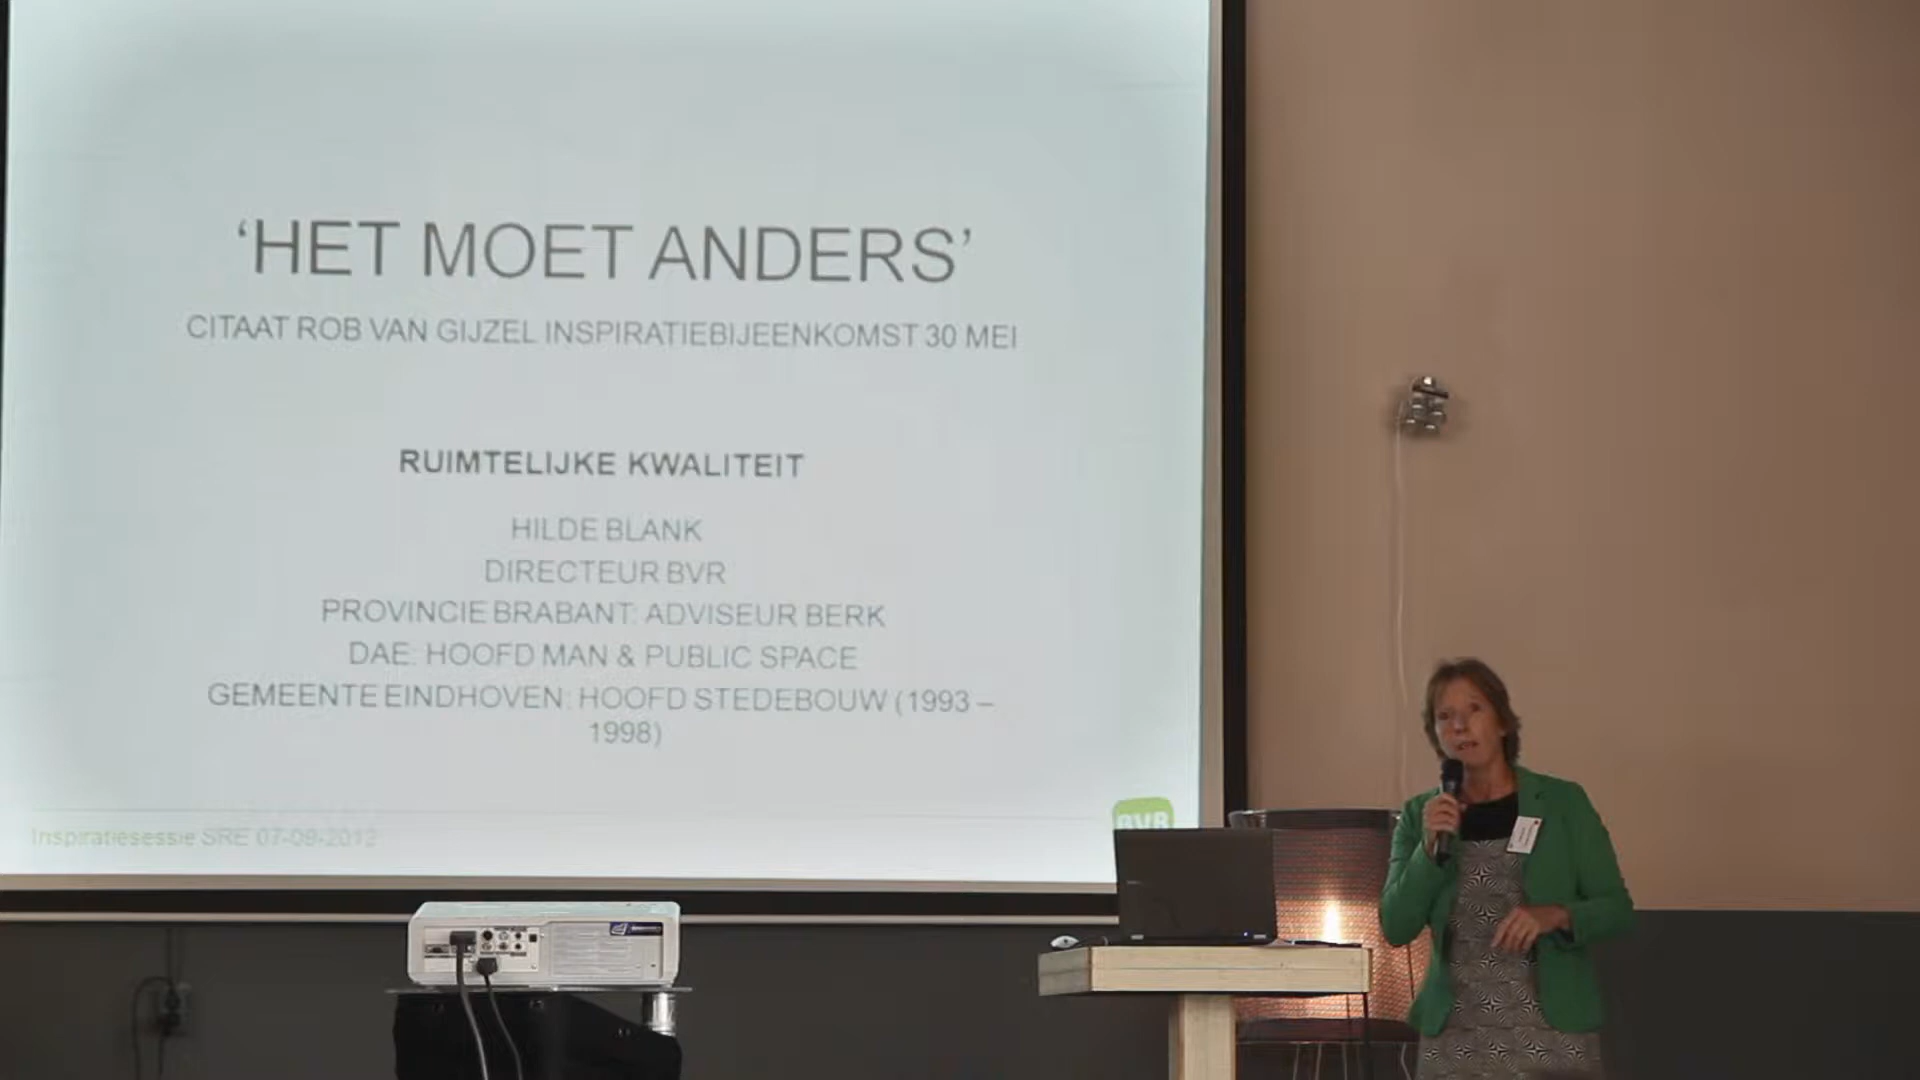 ‘HET MOET ANDERS’
CITAAT ROB VAN GIJZEL INSPIRATIEBIJEENKOMST 30 MEI
RUIMTELIJKE KWALITEIT
HILDE BLANK
DIRECTEUR BVR
PROVINCIE BRABANT: ADVISEUR BERK
DAE: HOOFD MAN & PUBLIC SPACE
GEMEENTE EINDHOVEN: HOOFD STEDEBOUW (1993 –
1998)
Inspiratiesessie SRE 07-09-2012
BVR